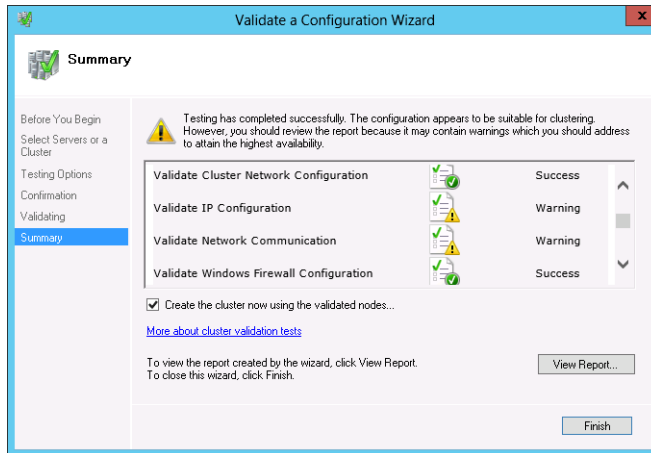 Validate a Configuration Wizard
x
Summary
Before You Begin
Select Servers or a
Cluster
Testing Options
Confirmation
Validating
Summary
Testing has completed successfully. The configuration appears to be suitable for clustering.
However, you should review the report because it may contain warnings which you should address
to attain the highest availability.
Validate Cluster Network Configuration Success
Validate IP Configuration Warning
Validate Network Communication Warning
Validate Windows Firewall Configuration Success
Create the cluster now using the validated nodes...
More about cluster validation tests
To view the report created by the wizard, click View Report.
To close this wizard, click Finish.
View Report...
Finish